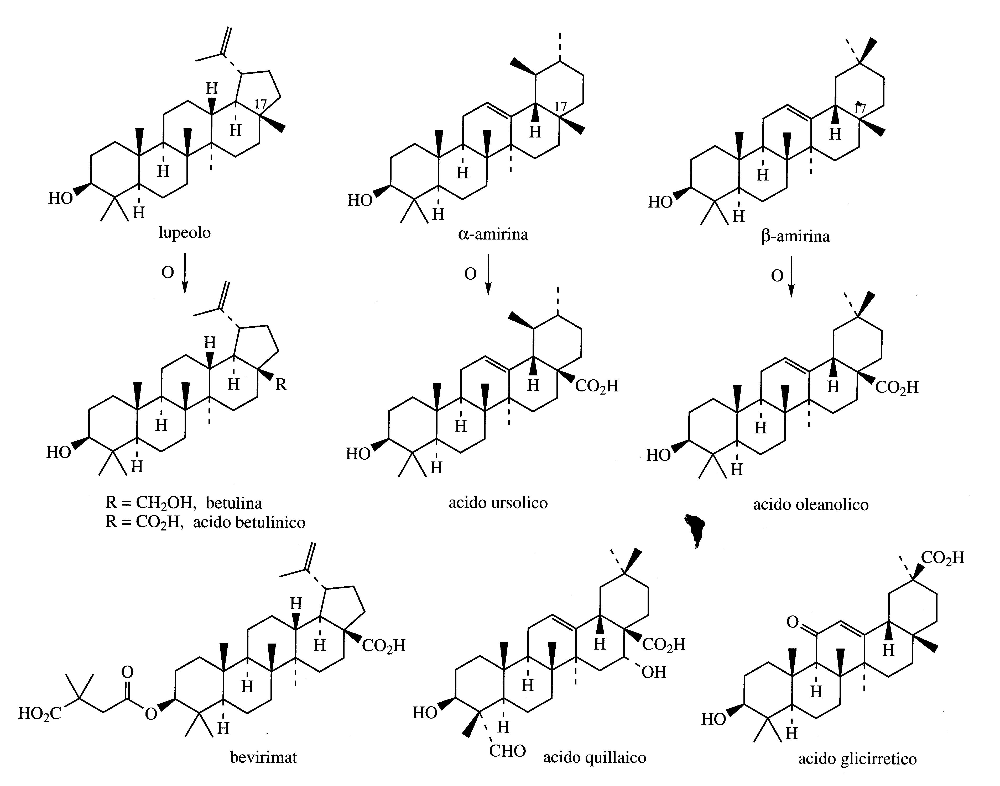 H
17
H
H
HO
H
lupeolo
17
H
H
HO
H
α-amirina
17
H
H
HO
H
β-amirina
O
O
O
H
H
R
H
HO
H
R = CH₂OH, betulina
R = CO₂H, acido betulinico
H
CO₂H
H
HO
H
acido ursolico
H
CO₂H
H
HO
H
acido oleanolico
H
H
CO₂H
O
H
HO₂C
O
H
bevirimat
H
CO₂H
OH
H
HO
H
CHO
acido quillaico
CO₂H
O
H
H
HO
H
acido glicirretico